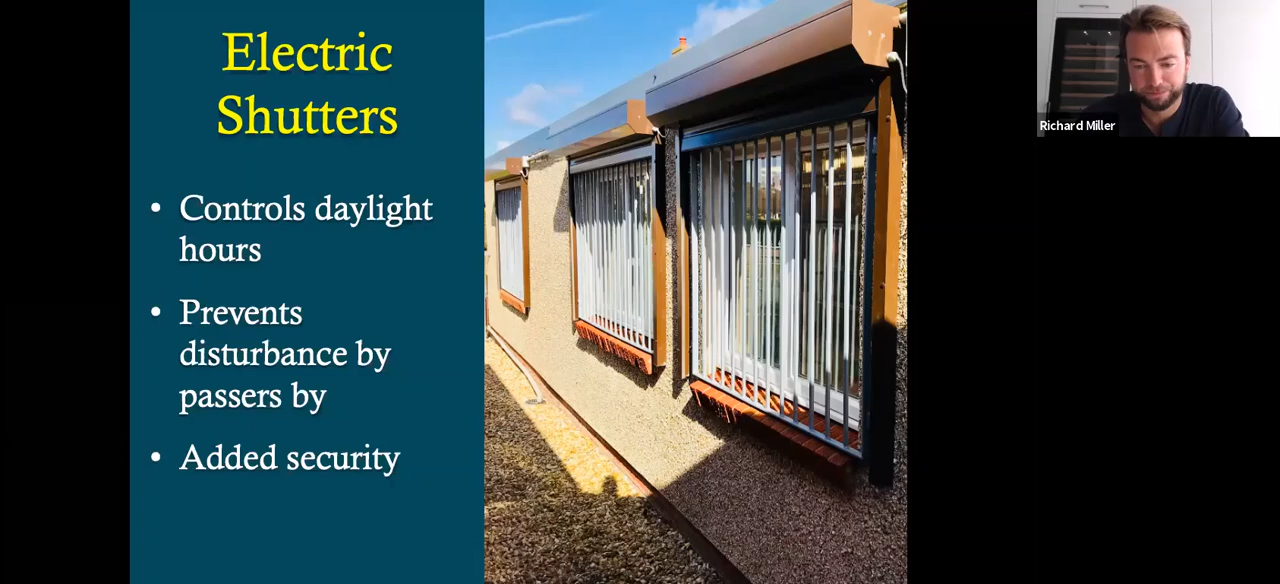 Electric
Shutters
• Controls daylight
hours
• Prevents
disturbance by
passers by
• Added security
Richard Miller